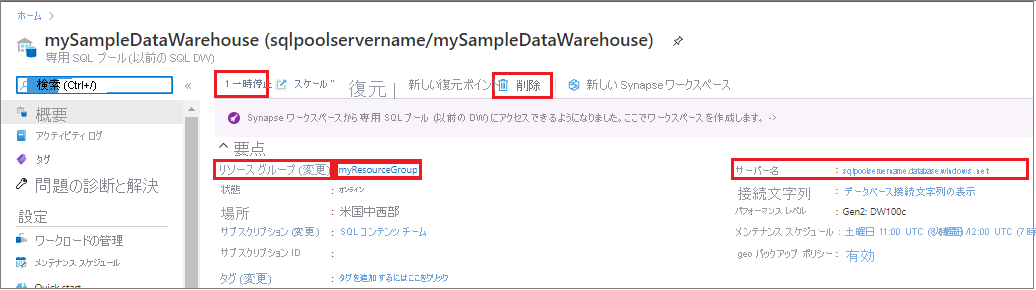 ホーム >
mySampleDataWarehouse (sqlpoolservername/mySampleDataWarehouse)
専用 SQL プール (以前の SQL DW)
検索 (Ctrl+/)
«
一時停止 スケール 復元 新しい復元ポイント 削除 新しい Synapse ワークスペース
Synapse ワークスペースから専用 SQL プール (以前の DW) にアクセスできるようになりました。ここでワークスペースを作成します。 ->
概要
アクティビティ ログ
タグ
問題の診断と解決
設定
ワークロードの管理
メンテナンス スケジュール
Quick start
要点
リソース グループ (変更) : myResourceGroup
状態 : オンライン
場所 : 米国中西部
サブスクリプション (変更) : SQL コンテンツ チーム
サブスクリプション ID :
タグ (変更) : タグを追加するにはここをクリック
サーバー名 : sqlpoolservername.database.windows.net
接続文字列 : データベース接続文字列の表示
パフォーマンス レベル : Gen2: DW100c
メンテナンス スケジュール : 土曜日 11:00 UTC /12:00 UTC
geo バックアップ ポリシー : 有効